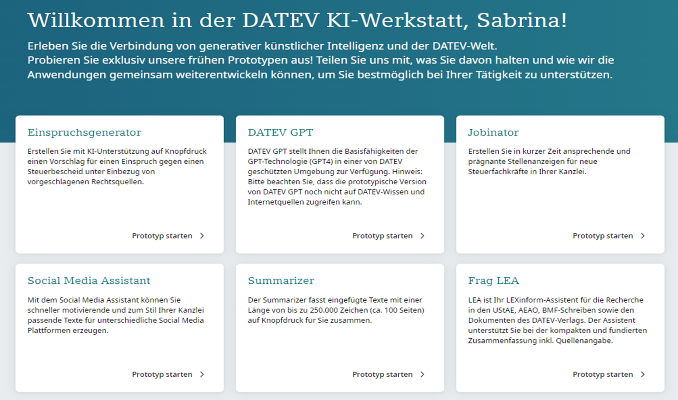 Willkommen in der DATEV KI-Werkstatt, Sabrina!
Erleben Sie die Verbindung von generativer künstlicher Intelligenz und der DATEV-Welt.
Probieren Sie exklusiv unsere frühen Prototypen aus! Teilen Sie uns mit, was Sie davon halten und wie wir die
Anwendungen gemeinsam weiterentwickeln können, um Sie bestmöglich bei Ihrer Tätigkeit zu unterstützen.
Einspruchsgenerator
Erstellen Sie mit KI-Unterstützung auf Knopfdruck
einen Vorschlag für einen Einspruch gegen einen
Steuerbescheid unter Einbezug von
vorgeschlagenen Rechtsquellen.
Prototyp starten
DATEV GPT
DATEV GPT stellt Ihnen die Basisfähigkeiten der
GPT-Technologie (GPT4) in einer von DATEV
geschützten Umgebung zur Verfügung. Hinweis:
Bitte beachten Sie, dass die prototypische Version
von DATEV GPT noch nicht auf DATEV-Wissen und
Internetquellen zugreifen kann.
Prototyp starten
Jobinator
Erstellen Sie in kurzer Zeit ansprechende und
prägnante Stellenanzeigen für neue
Steuerfachkräfte in Ihrer Kanzlei.
Prototyp starten
Social Media Assistant
Mit dem Social Media Assistant können Sie
schneller motivierende und zum Stil Ihrer Kanzlei
passende Texte für unterschiedliche Social Media
Plattformen erzeugen.
Prototyp starten
Summarizer
Der Summarizer fasst eingefügte Texte mit einer
Länge von bis zu 250.000 Zeichen (ca. 100 Seiten)
auf Knopfdruck für Sie zusammen.
Prototyp starten
Frag LEA
LEA ist Ihr LEXinform-Assistent für die Recherche
in den UStAE, AEAO, BMF-Schreiben sowie den
Dokumenten des DATEV-Verlags. Der Assistent
unterstützt Sie bei der kompakten und fundierten
Zusammenfassung inkl. Quellenangabe.
Prototyp starten